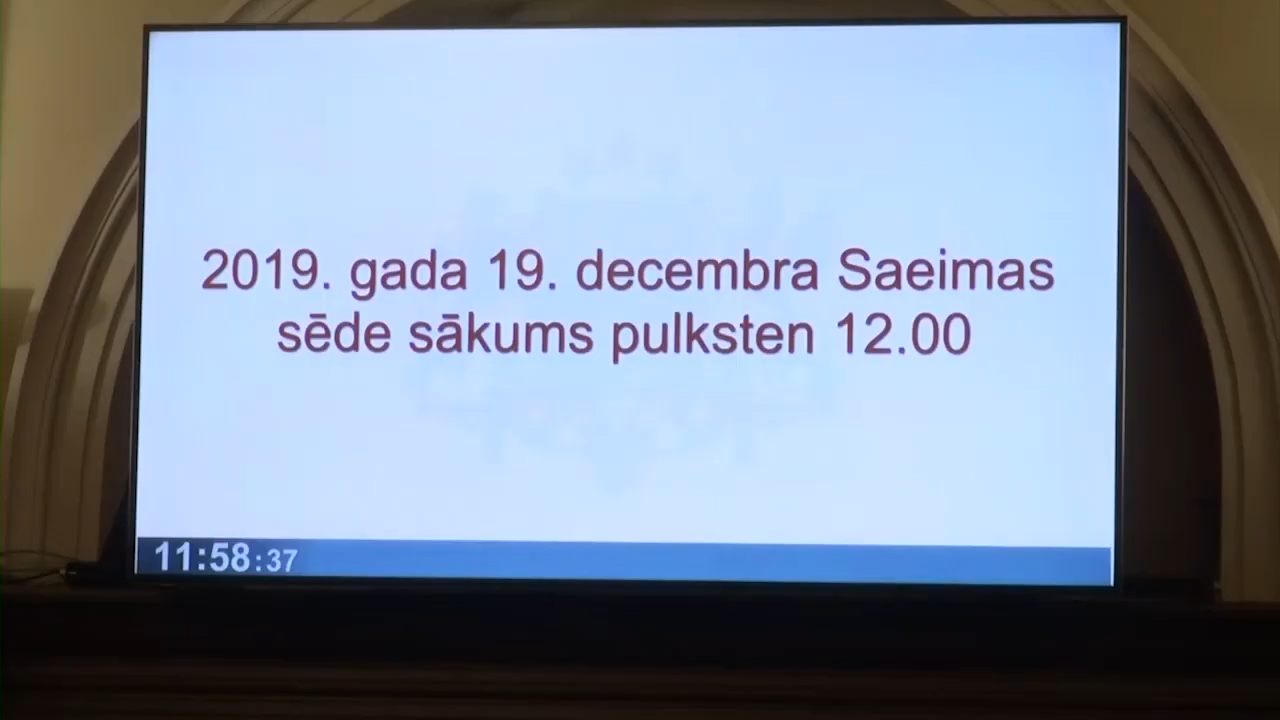 2019. gada 19. decembra Saeimas
sēde sākums pulksten 12.00
11:58:37